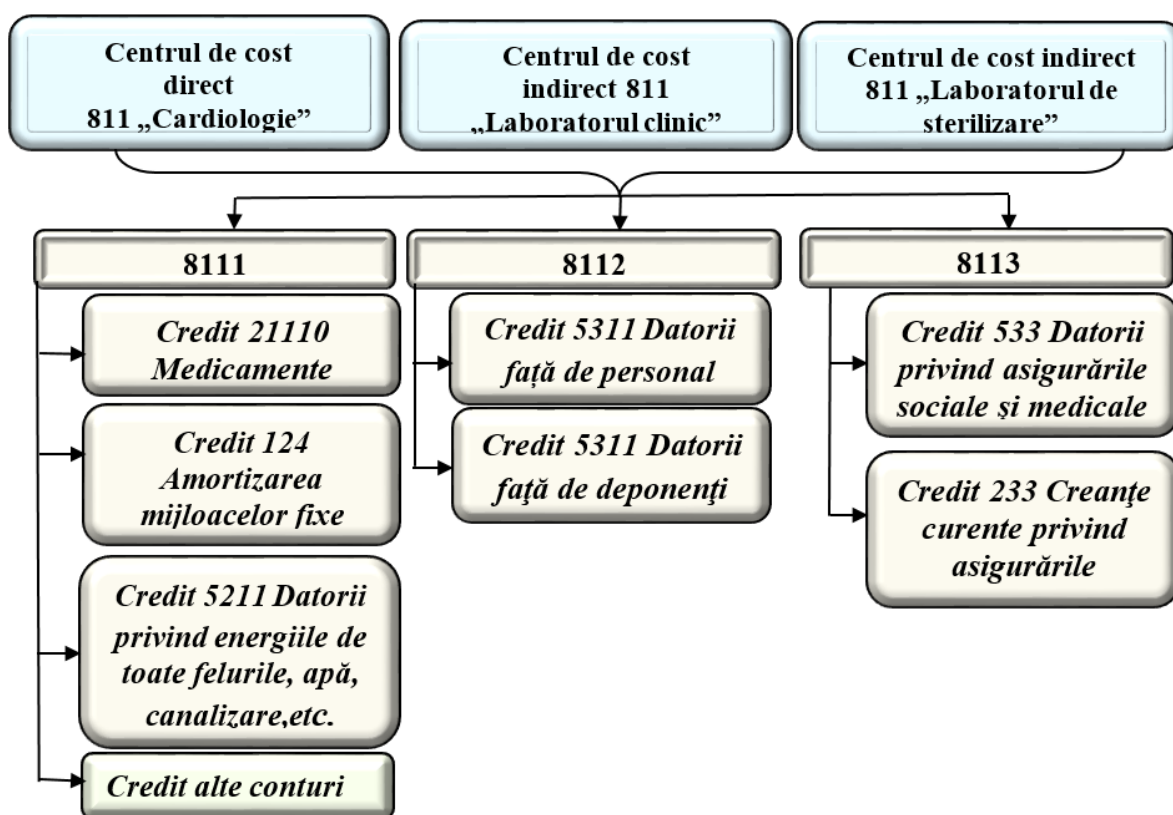 Centrul de cost
direct
811 „Cardiologie”
Centrul de cost
indirect 811
„Laboratorul clinic”
Centrul de cost indirect
811 „Laboratorul de
sterilizare”
8111
8112
8113
Credit 21110
Medicamente
Credit 124
Amortizarea
mijloacelor fixe
Credit 5211 Datorii
privind energiile de
toate felurile, apă,
canalizare,etc.
Credit alte conturi
Credit 5311 Datorii
față de personal
Credit 5311 Datorii
faţă de deponenţi
Credit 533 Datorii
privind asigurările
sociale și medicale
Credit 233 Creanţe
curente privind
asigurările